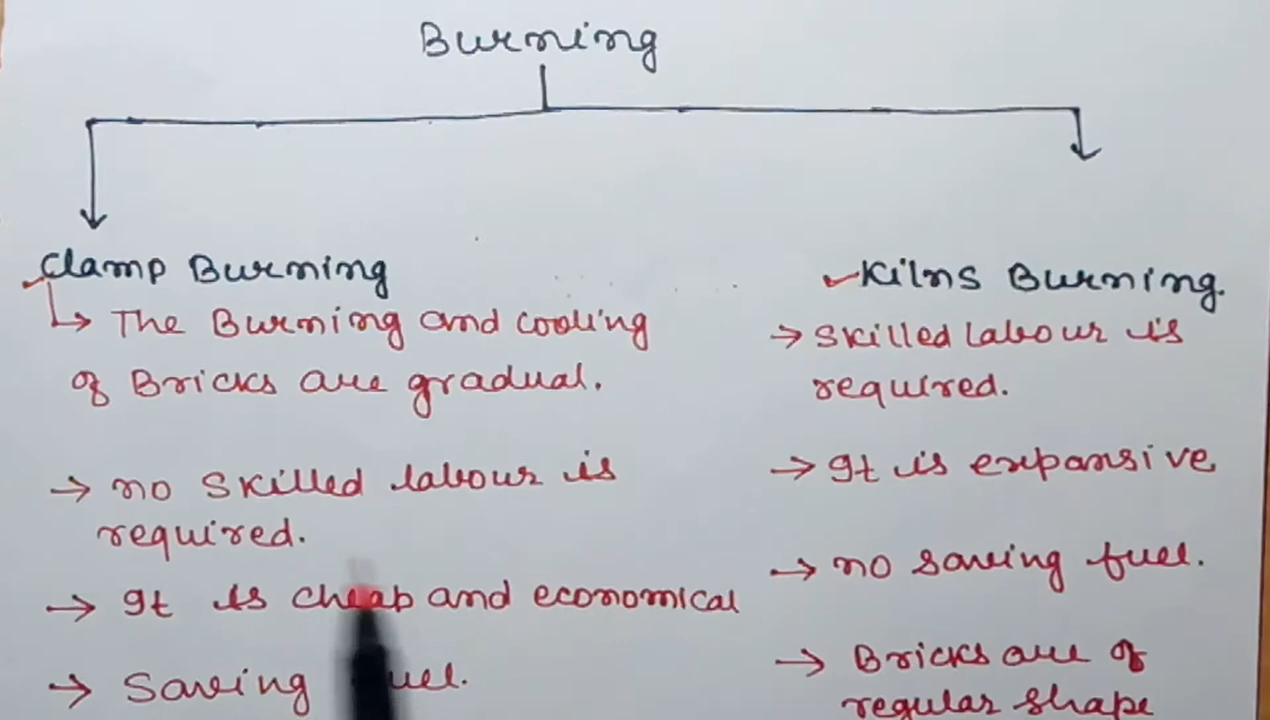 Burning
Clamp Burning
→ The Burning and cooling
of Bricks are gradual.
→ no skilled labour is
required.
→ It is cheap and economical
→ Saving fuel.
Kilns Burning.
→ skilled labour is
required.
→ It is expansive
→ no saving fuel.
→ Bricks are of
regular shape